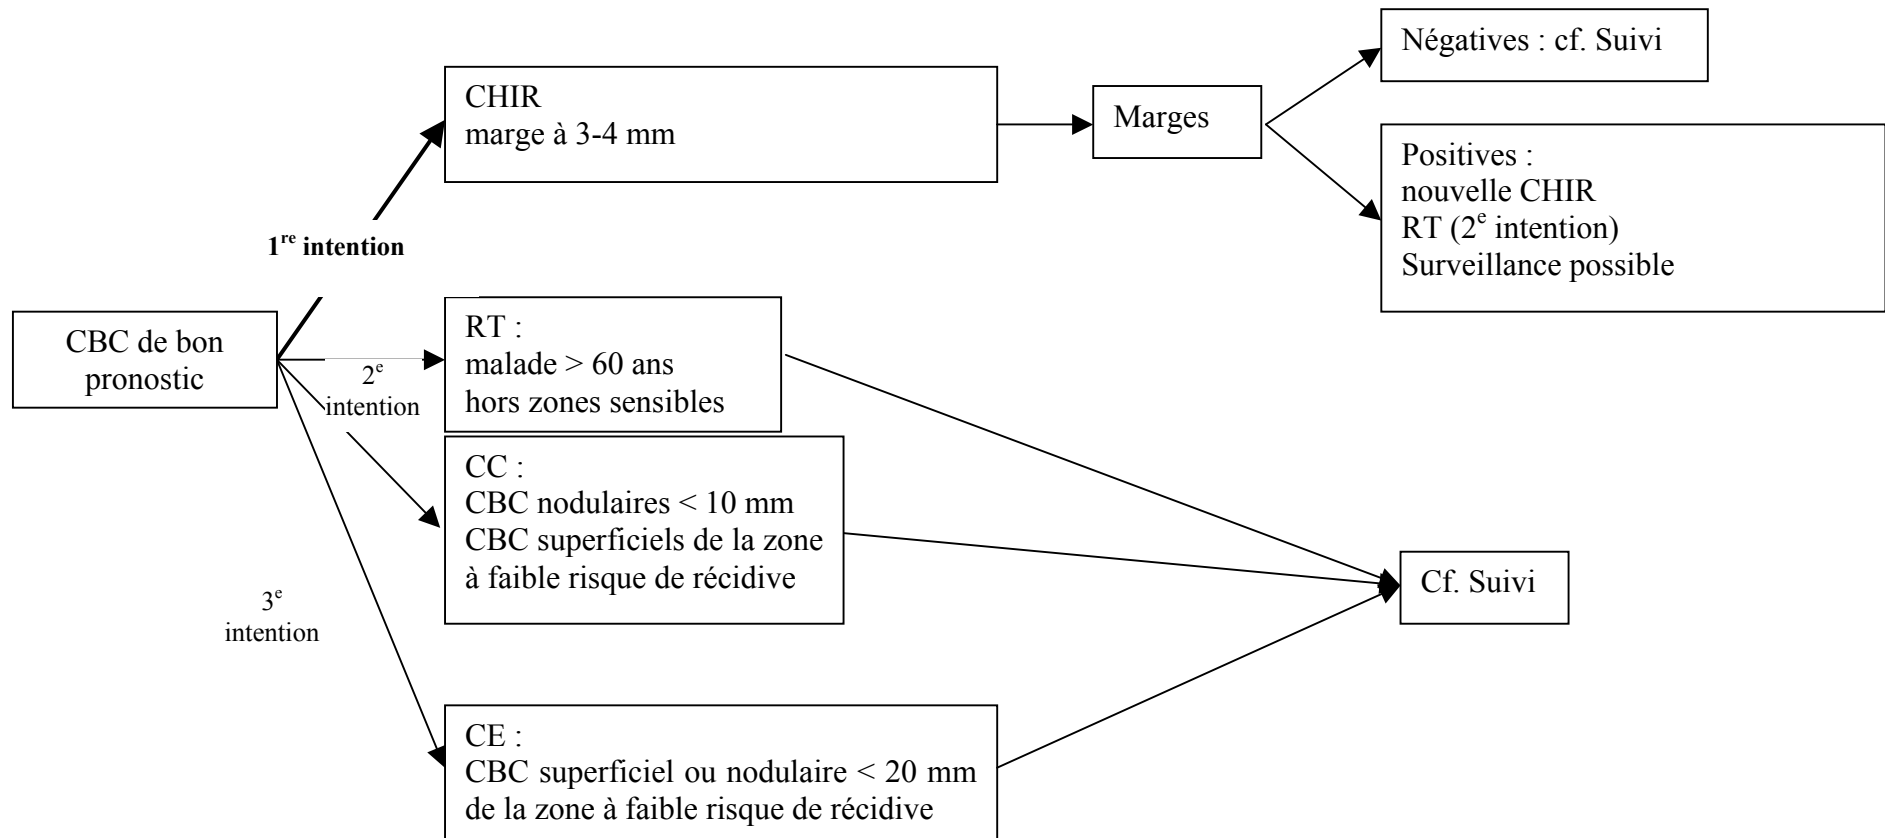 CBC de bon
pronostic
1re intention
CHIR
marge à 3-4 mm
Marges
Négatives : cf. Suivi
Positives :
nouvelle CHIR
RT (2e intention)
Surveillance possible
2e
intention
RT :
malade > 60 ans
hors zones sensibles
CC :
CBC nodulaires < 10 mm
CBC superficiels de la zone
à faible risque de récidive
3e
intention
CE :
CBC superficiel ou nodulaire < 20 mm
de la zone à faible risque de récidive
Cf. Suivi